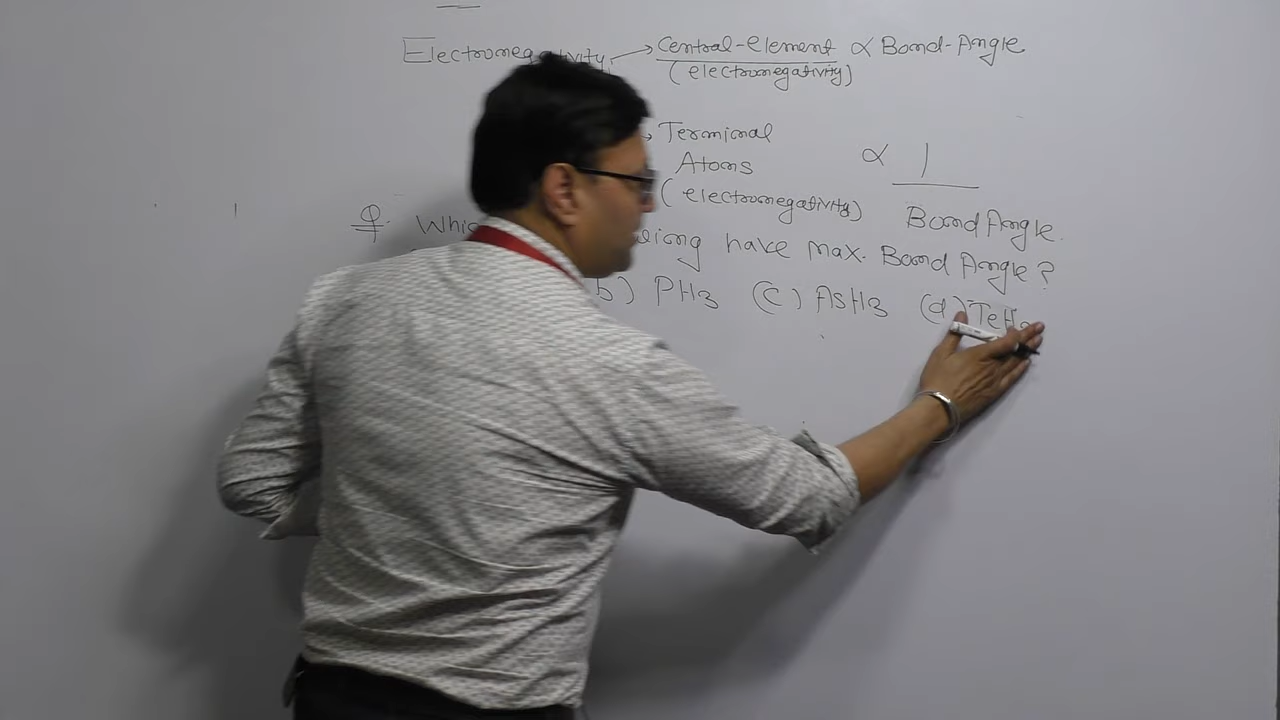 Electronegativity → Central-element ∝ Bond-Angle
(electronegativity)
→ Terminal
Atoms ∝ 1
(electronegativity) Bond Angle.
Q. Whi have max. Bond Angle?
b) PH3 (c) AsH3 (d) TeH